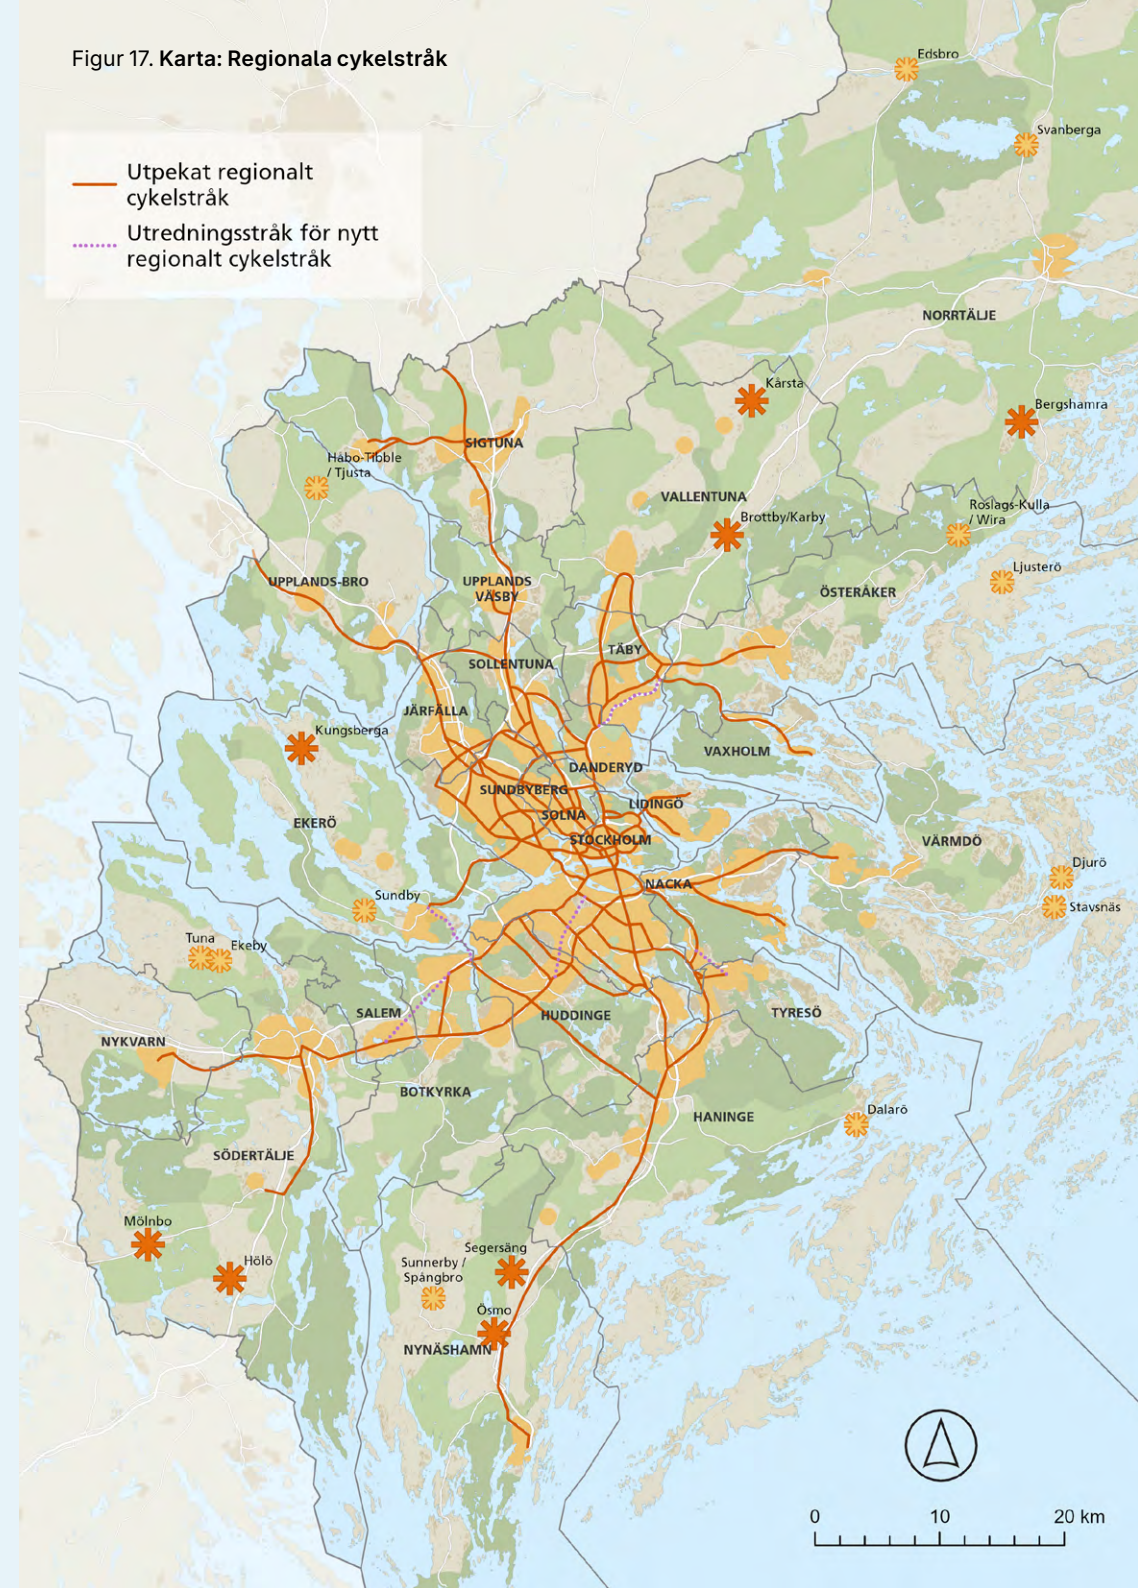 Figur 17. Karta: Regionala cykelstråk
Utpekat regionalt
cykelstråk
Utredningsstråk för nytt
regionalt cykelstråk
Edsbro
Svanberga
NORRTÄLJE
Kårsta
Bergshamra
SIGTUNA
Håbo-Tibble
/ Tjusta
VALLENTUNA
Roslags-Kulla
/ Wira
Brottby/Karby
Ljusterö
UPPLANDS-BRO
UPPLANDS
VÄSBY
ÖSTERÅKER
TÄBY
SOLLENTUNA
JÄRFÄLLA
Kungsberga
VAXHOLM
DANDERYD
SUNDBYBERG
LIDINGÖ
SOLNA
EKERÖ
STOCKHOLM
VÄRMDÖ
Djurö
NACKA
Sundby
Stavsnäs
Tuna
Ekeby
SALEM
HUDDINGE
TYRESÖ
NYKVARN
BOTKYRKA
Dalarö
HANINGE
SÖDERTÄLJE
Mölnbo
Segersäng
Hölö
Sunnerby /
Spångbro
Ösmo
NYNÄSHAMN
0 10 20 km